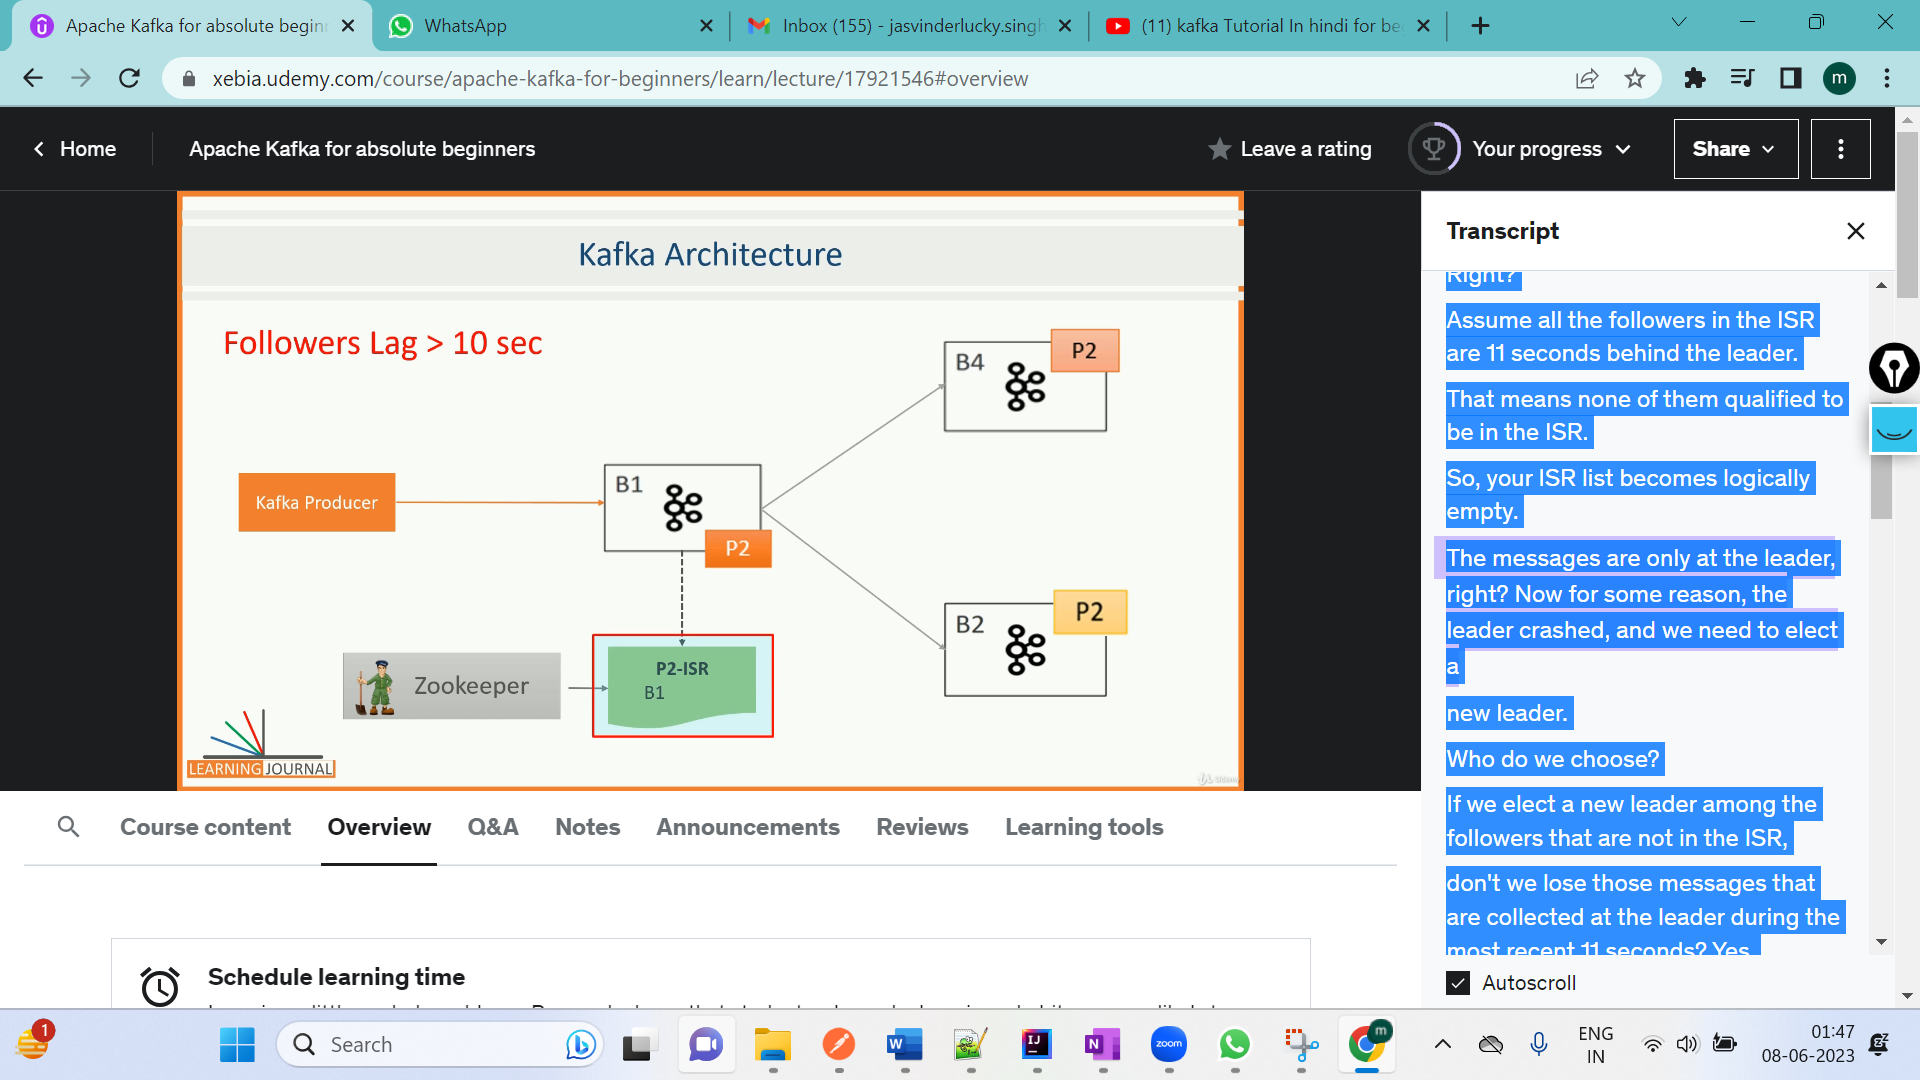 Apache Kafka for absolute begin
WhatsApp
Inbox (155) - jasvinderlucky.singh
(11) kafka Tutorial In hindi for be
xebia.udemy.com/course/apache-kafka-for-beginners/learn/lecture/17921546#overview
m
Home
Apache Kafka for absolute beginners
Leave a rating
Your progress
Share
Kafka Architecture
Followers Lag > 10 sec
B4
P2
Kafka Producer
B1
P2
B2
P2
Zookeeper
P2-ISR
B1
LEARNING JOURNAL
Transcript
Right?
Assume all the followers in the ISR
are 11 seconds behind the leader.
That means none of them qualified to
be in the ISR.
So, your ISR list becomes logically
empty.
The messages are only at the leader,
right? Now for some reason, the
leader crashed, and we need to elect
a
new leader.
Who do we choose?
If we elect a new leader among the
followers that are not in the ISR,
don't we lose those messages that
are collected at the leader during the
most recent 11 seconds? Yes
Autoscroll
Course content
Overview
Q&A
Notes
Announcements
Reviews
Learning tools
Schedule learning time
1
Search
zoom
m
ENG
IN
01:47
08-06-2023